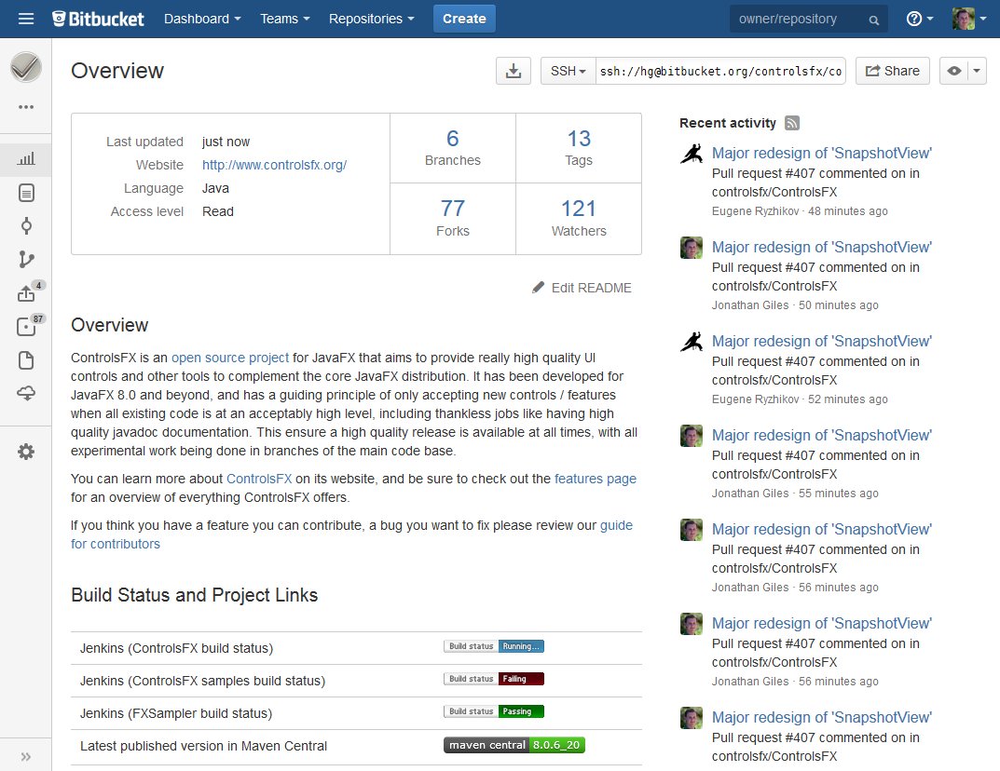 Bitbucket Dashboard Teams Repositories Create owner/repository
Overview
SSH ssh://hg@bitbucket.org/controlsfx/co Share
4
87
Last updated just now
Website http://www.controlsfx.org/
Language Java
Access level Read
6 Branches
13 Tags
77 Forks
121 Watchers
Edit README
Overview
ControlsFX is an open source project for JavaFX that aims to provide really high quality UI
controls and other tools to complement the core JavaFX distribution. It has been developed for
JavaFX 8.0 and beyond, and has a guiding principle of only accepting new controls / features
when all existing code is at an acceptably high level, including thankless jobs like having high
quality javadoc documentation. This ensure a high quality release is available at all times, with all
experimental work being done in branches of the main code base.
You can learn more about ControlsFX on its website, and be sure to check out the features page
for an overview of everything ControlsFX offers.
If you think you have a feature you can contribute, a bug you want to fix please review our guide
for contributors
Build Status and Project Links
Jenkins (ControlsFX build status) Build status Running...
Jenkins (ControlsFX samples build status) Build status Failing
Jenkins (FXSampler build status) Build status Passing
Latest published version in Maven Central maven central 8.0.6_20
Recent activity
Major redesign of 'SnapshotView'
Pull request #407 commented on in
controlsfx/ControlsFX
Eugene Ryzhikov · 48 minutes ago
Major redesign of 'SnapshotView'
Pull request #407 commented on in
controlsfx/ControlsFX
Jonathan Giles · 50 minutes ago
Major redesign of 'SnapshotView'
Pull request #407 commented on in
controlsfx/ControlsFX
Eugene Ryzhikov · 52 minutes ago
Major redesign of 'SnapshotView'
Pull request #407 commented on in
controlsfx/ControlsFX
Jonathan Giles · 55 minutes ago
Major redesign of 'SnapshotView'
Pull request #407 commented on in
controlsfx/ControlsFX
Jonathan Giles · 56 minutes ago
Major redesign of 'SnapshotView'
Pull request #407 commented on in
controlsfx/ControlsFX
Jonathan Giles · 56 minutes ago
Major redesign of 'SnapshotView'
Pull request #407 commented on in
controlsfx/ControlsFX